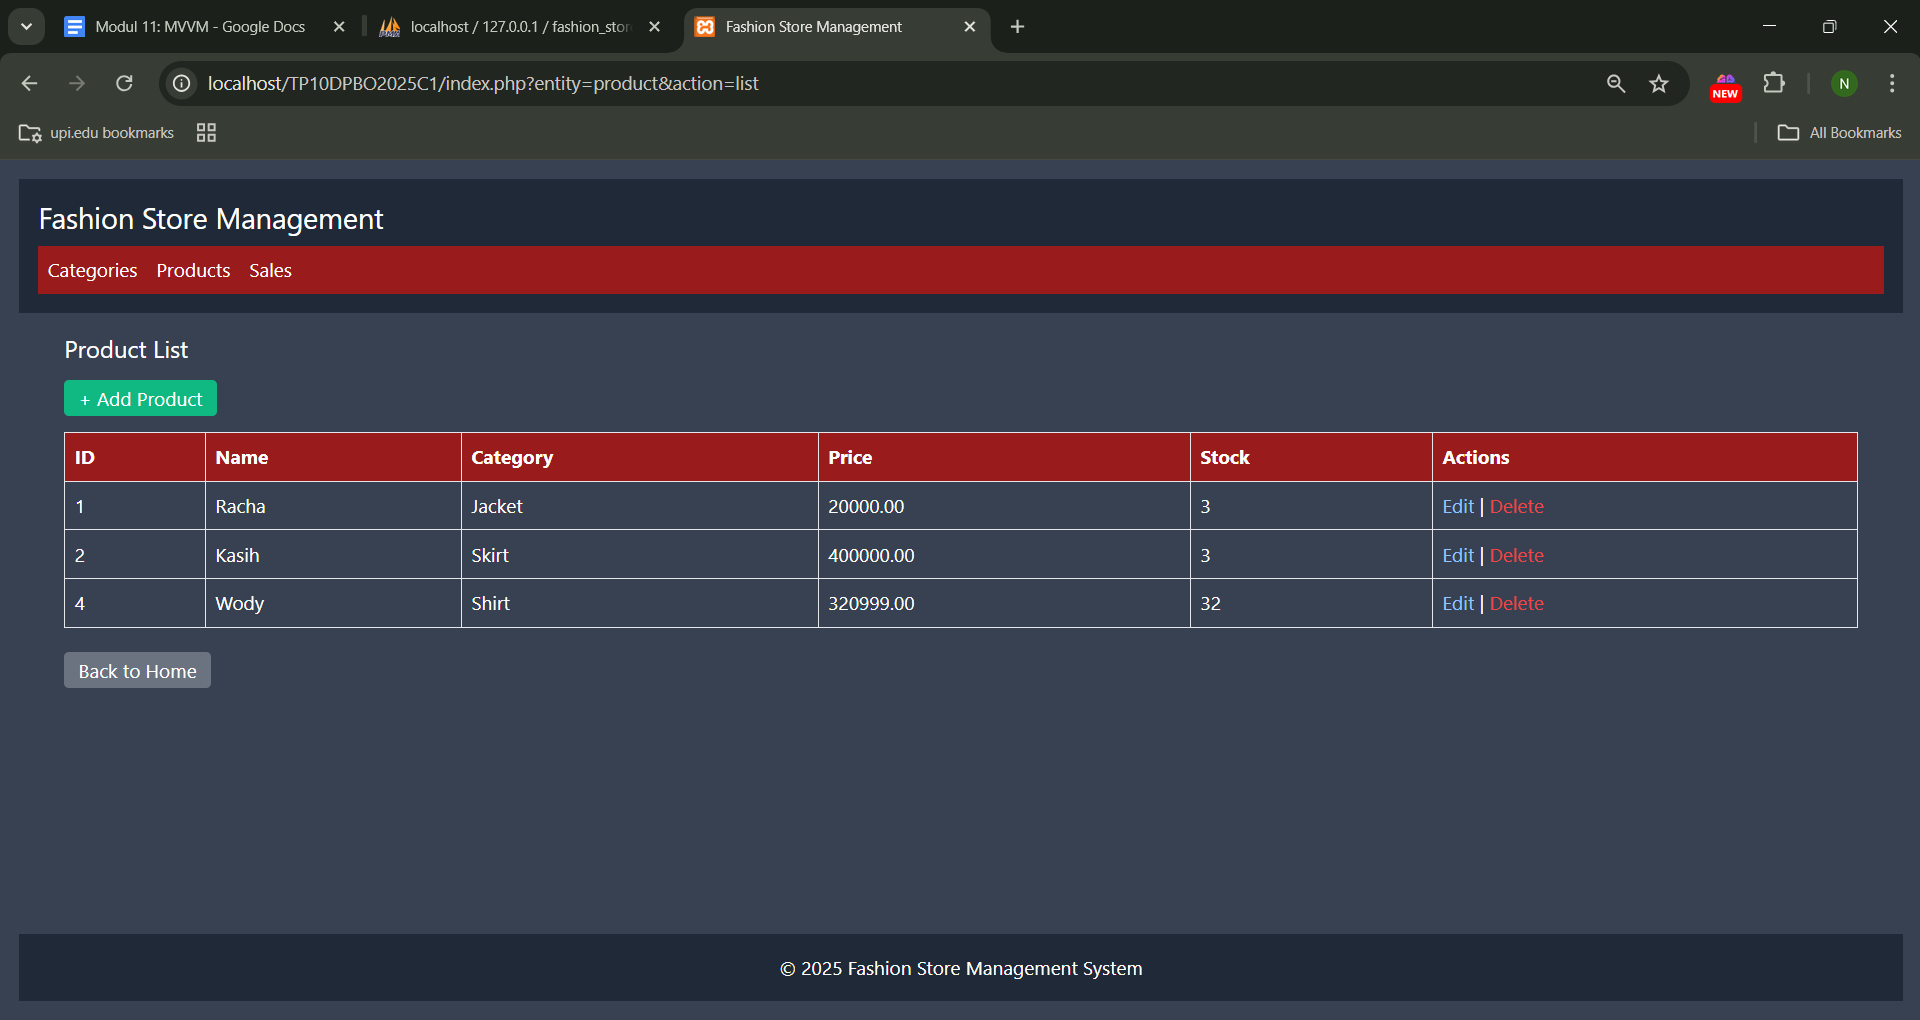 Modul 11: MVVM - Google Docs
localhost / 127.0.0.1 / fashion_stor
Fashion Store Management
localhost/TP10DPBO2025C1/index.php?entity=product&action=list
NEW
N
upi.edu bookmarks
All Bookmarks
Fashion Store Management
Categories Products Sales
Product List
+ Add Product
ID Name Category Price Stock Actions
1 Racha Jacket 20000.00 3 Edit | Delete
2 Kasih Skirt 400000.00 3 Edit | Delete
4 Wody Shirt 320999.00 32 Edit | Delete
Back to Home
© 2025 Fashion Store Management System